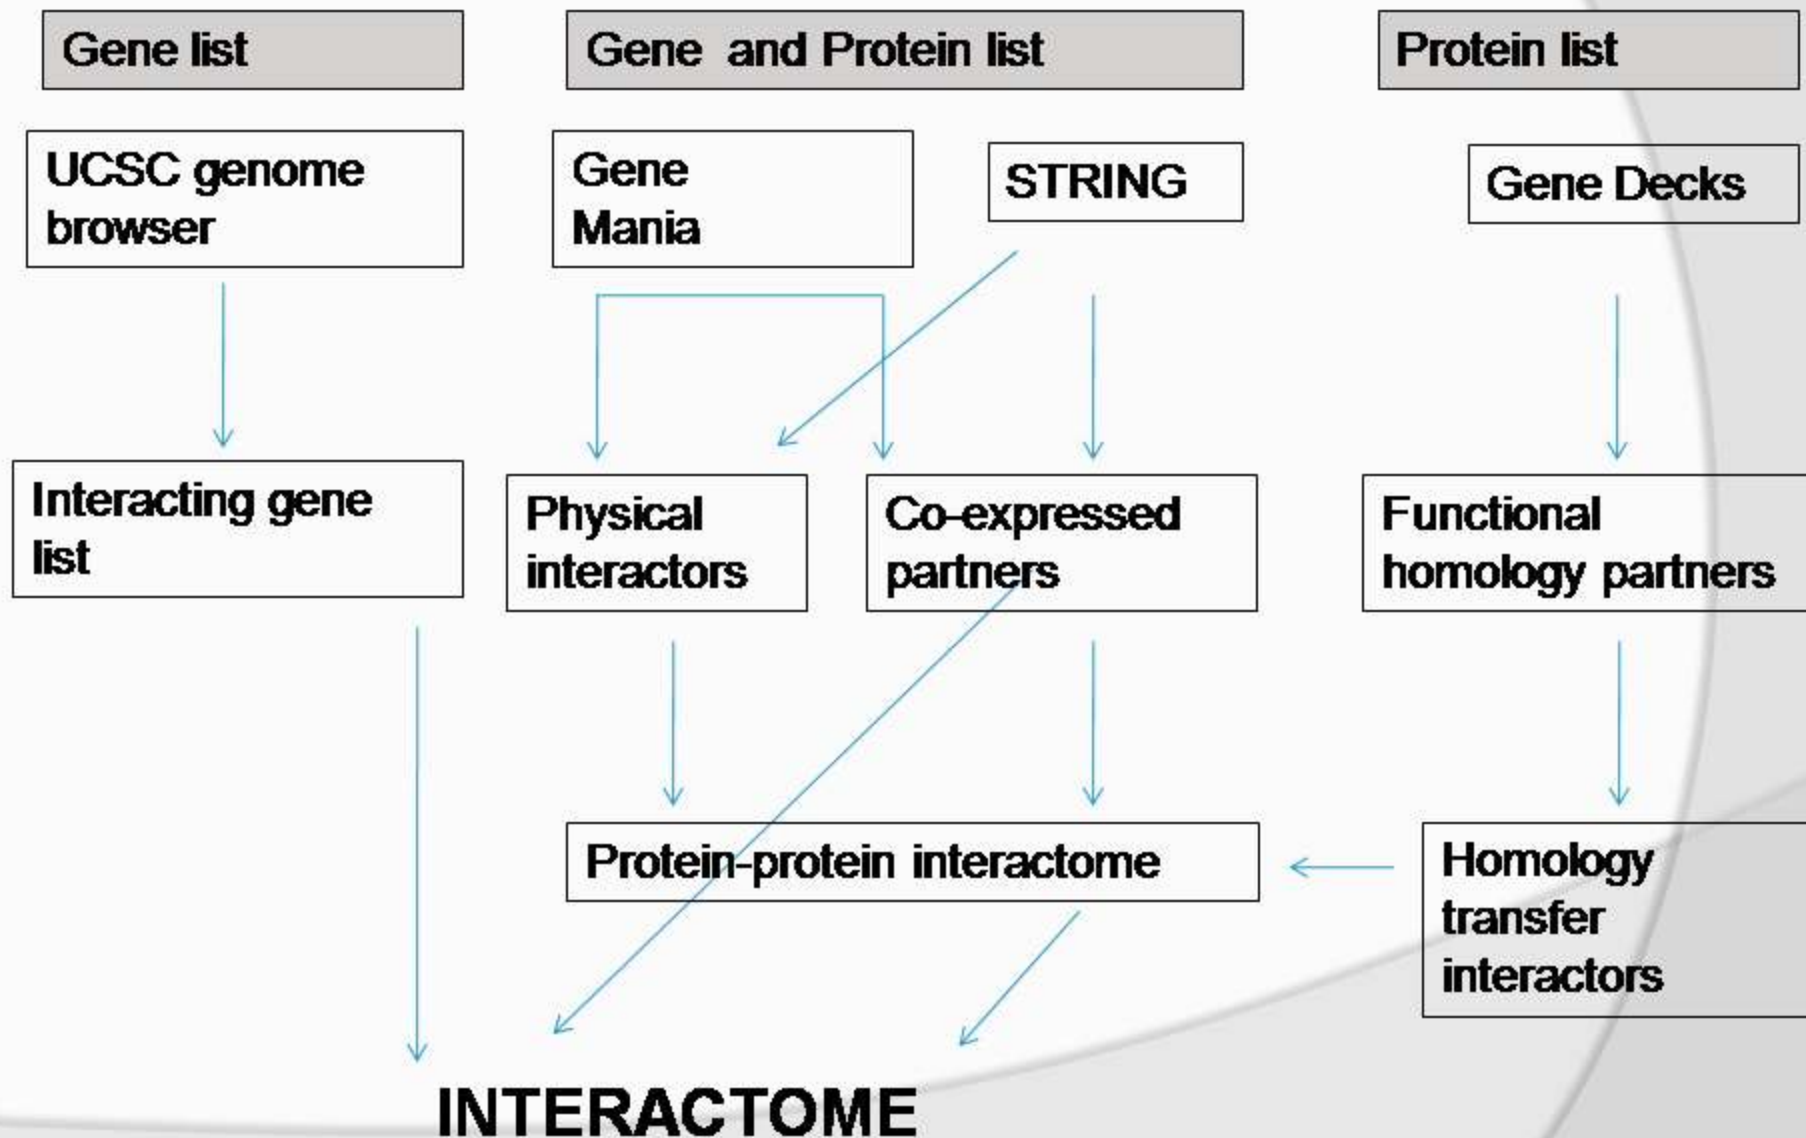 Gene list
Gene and Protein list
Protein list
UCSC genome
browser
Gene
Mania
STRING
Gene Decks
Interacting gene
list
Physical
interactors
Co-expressed
partners
Functional
homology partners
Protein-protein interactome
Homology
transfer
interactors
INTERACTOME